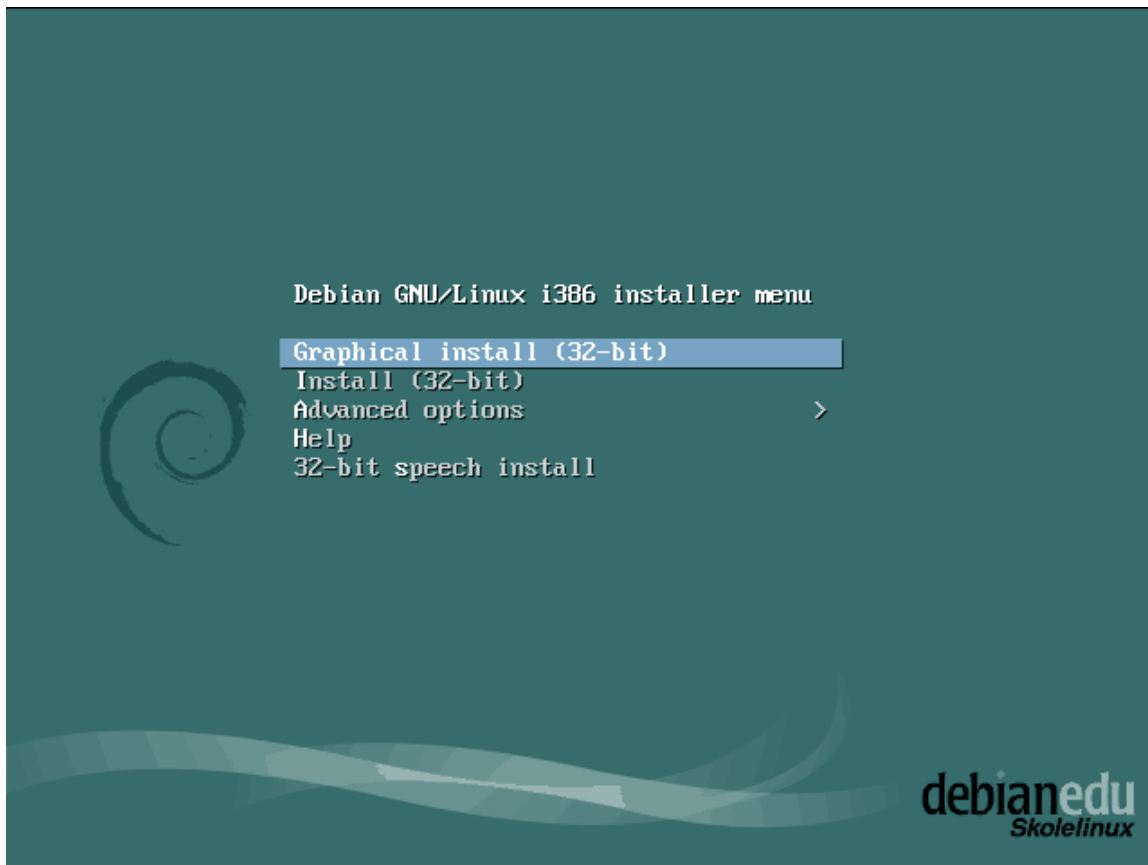 Debian GNU/Linux i386 installer menu
Graphical install (32-bit)
Install (32-bit)
Advanced options >
Help
32-bit speech install
debianedu
Skolelinux